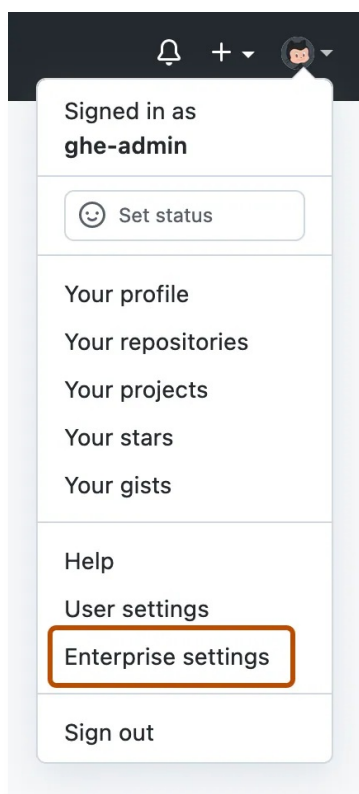 Signed in as
ghe-admin
Set status
Your profile
Your repositories
Your projects
Your stars
Your gists
Help
User settings
Enterprise settings
Sign out